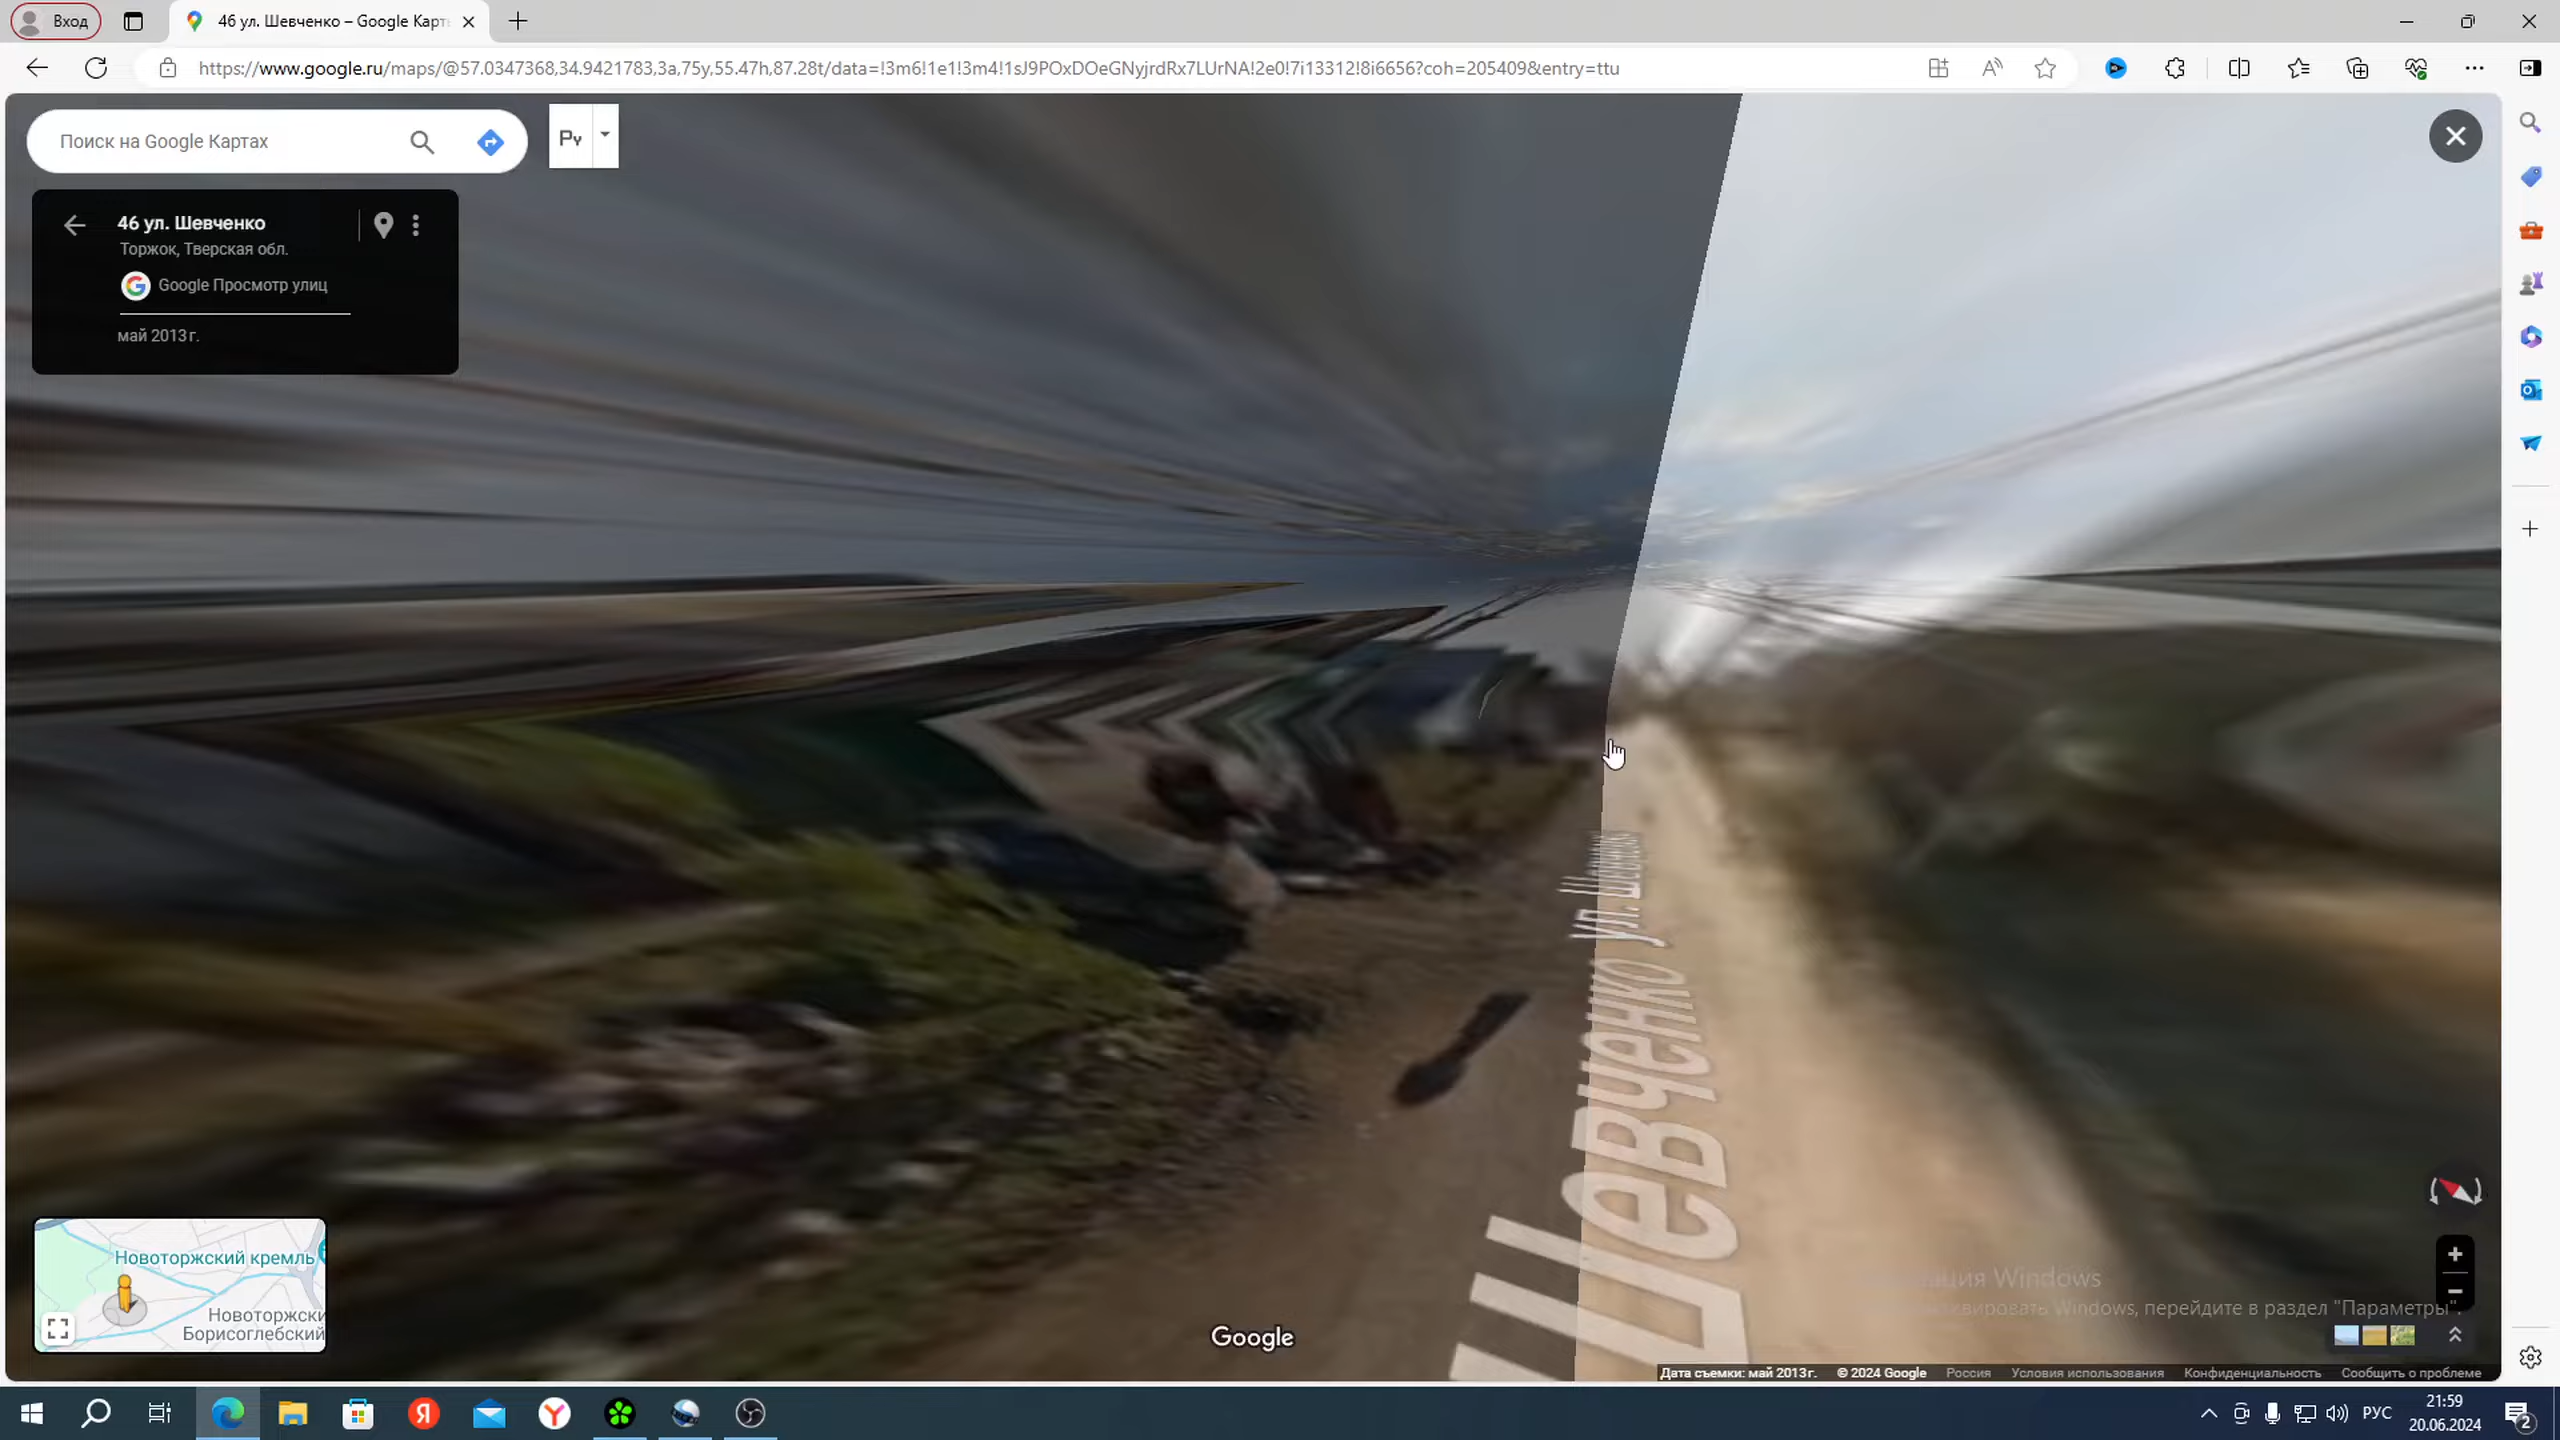 Вход
46 ул. Шевченко – Google Карт
https://www.google.ru/maps/@57.0347368,34.9421783,3a,75y,55.47h,87.28t/data=!3m6!1e1!3m4!1sJ9POxDOeGNyjrdRx7LUrNA!2e0!7i13312!8i6656?coh=205409&entry=ttu
Поиск на Google Картах
Ру
46 ул. Шевченко
Торжок, Тверская обл.
Google Просмотр улиц
май 2013 г.
ул. Шевченко
Шевченко
Новоторжский кремль
Новоторжски
Борисоглебский
Google
Windows
Windows, перейдите в раздел "Параметры".
Дата съемки: май 2013 г. © 2024 Google Россия Условия использования Конфиденциальность Сообщить о проблеме
РУС
21:59
20.06.2024
2